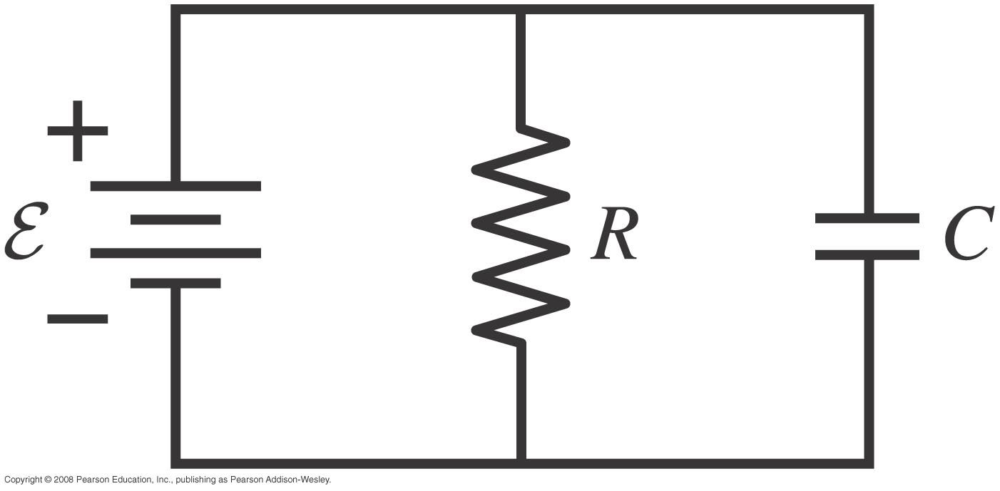 +
ℰ
R
C
−
Copyright © 2008 Pearson Education, Inc., publishing as Pearson Addison-Wesley.